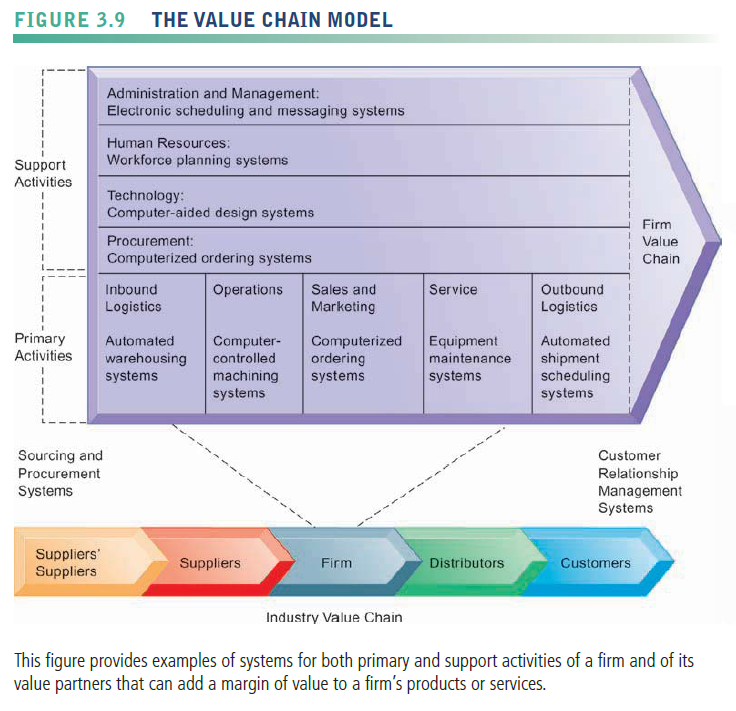 FIGURE 3.9 THE VALUE CHAIN MODEL
Administration and Management:
Electronic scheduling and messaging systems
Human Resources:
Workforce planning systems
Support
Activities
Technology:
Computer-aided design systems
Procurement:
Computerized ordering systems
Firm
Value
Chain
Primary
Activities
Inbound
Logistics
Automated
warehousing
systems
Operations
Computer-
controlled
machining
systems
Sales and
Marketing
Computerized
ordering
systems
Service
Equipment
maintenance
systems
Outbound
Logistics
Automated
shipment
scheduling
systems
Sourcing and
Procurement
Systems
Customer
Relationship
Management
Systems
Suppliers'
Suppliers
Suppliers
Firm
Distributors
Customers
Industry Value Chain
This figure provides examples of systems for both primary and support activities of a firm and of its
value partners that can add a margin of value to a firm's products or services.